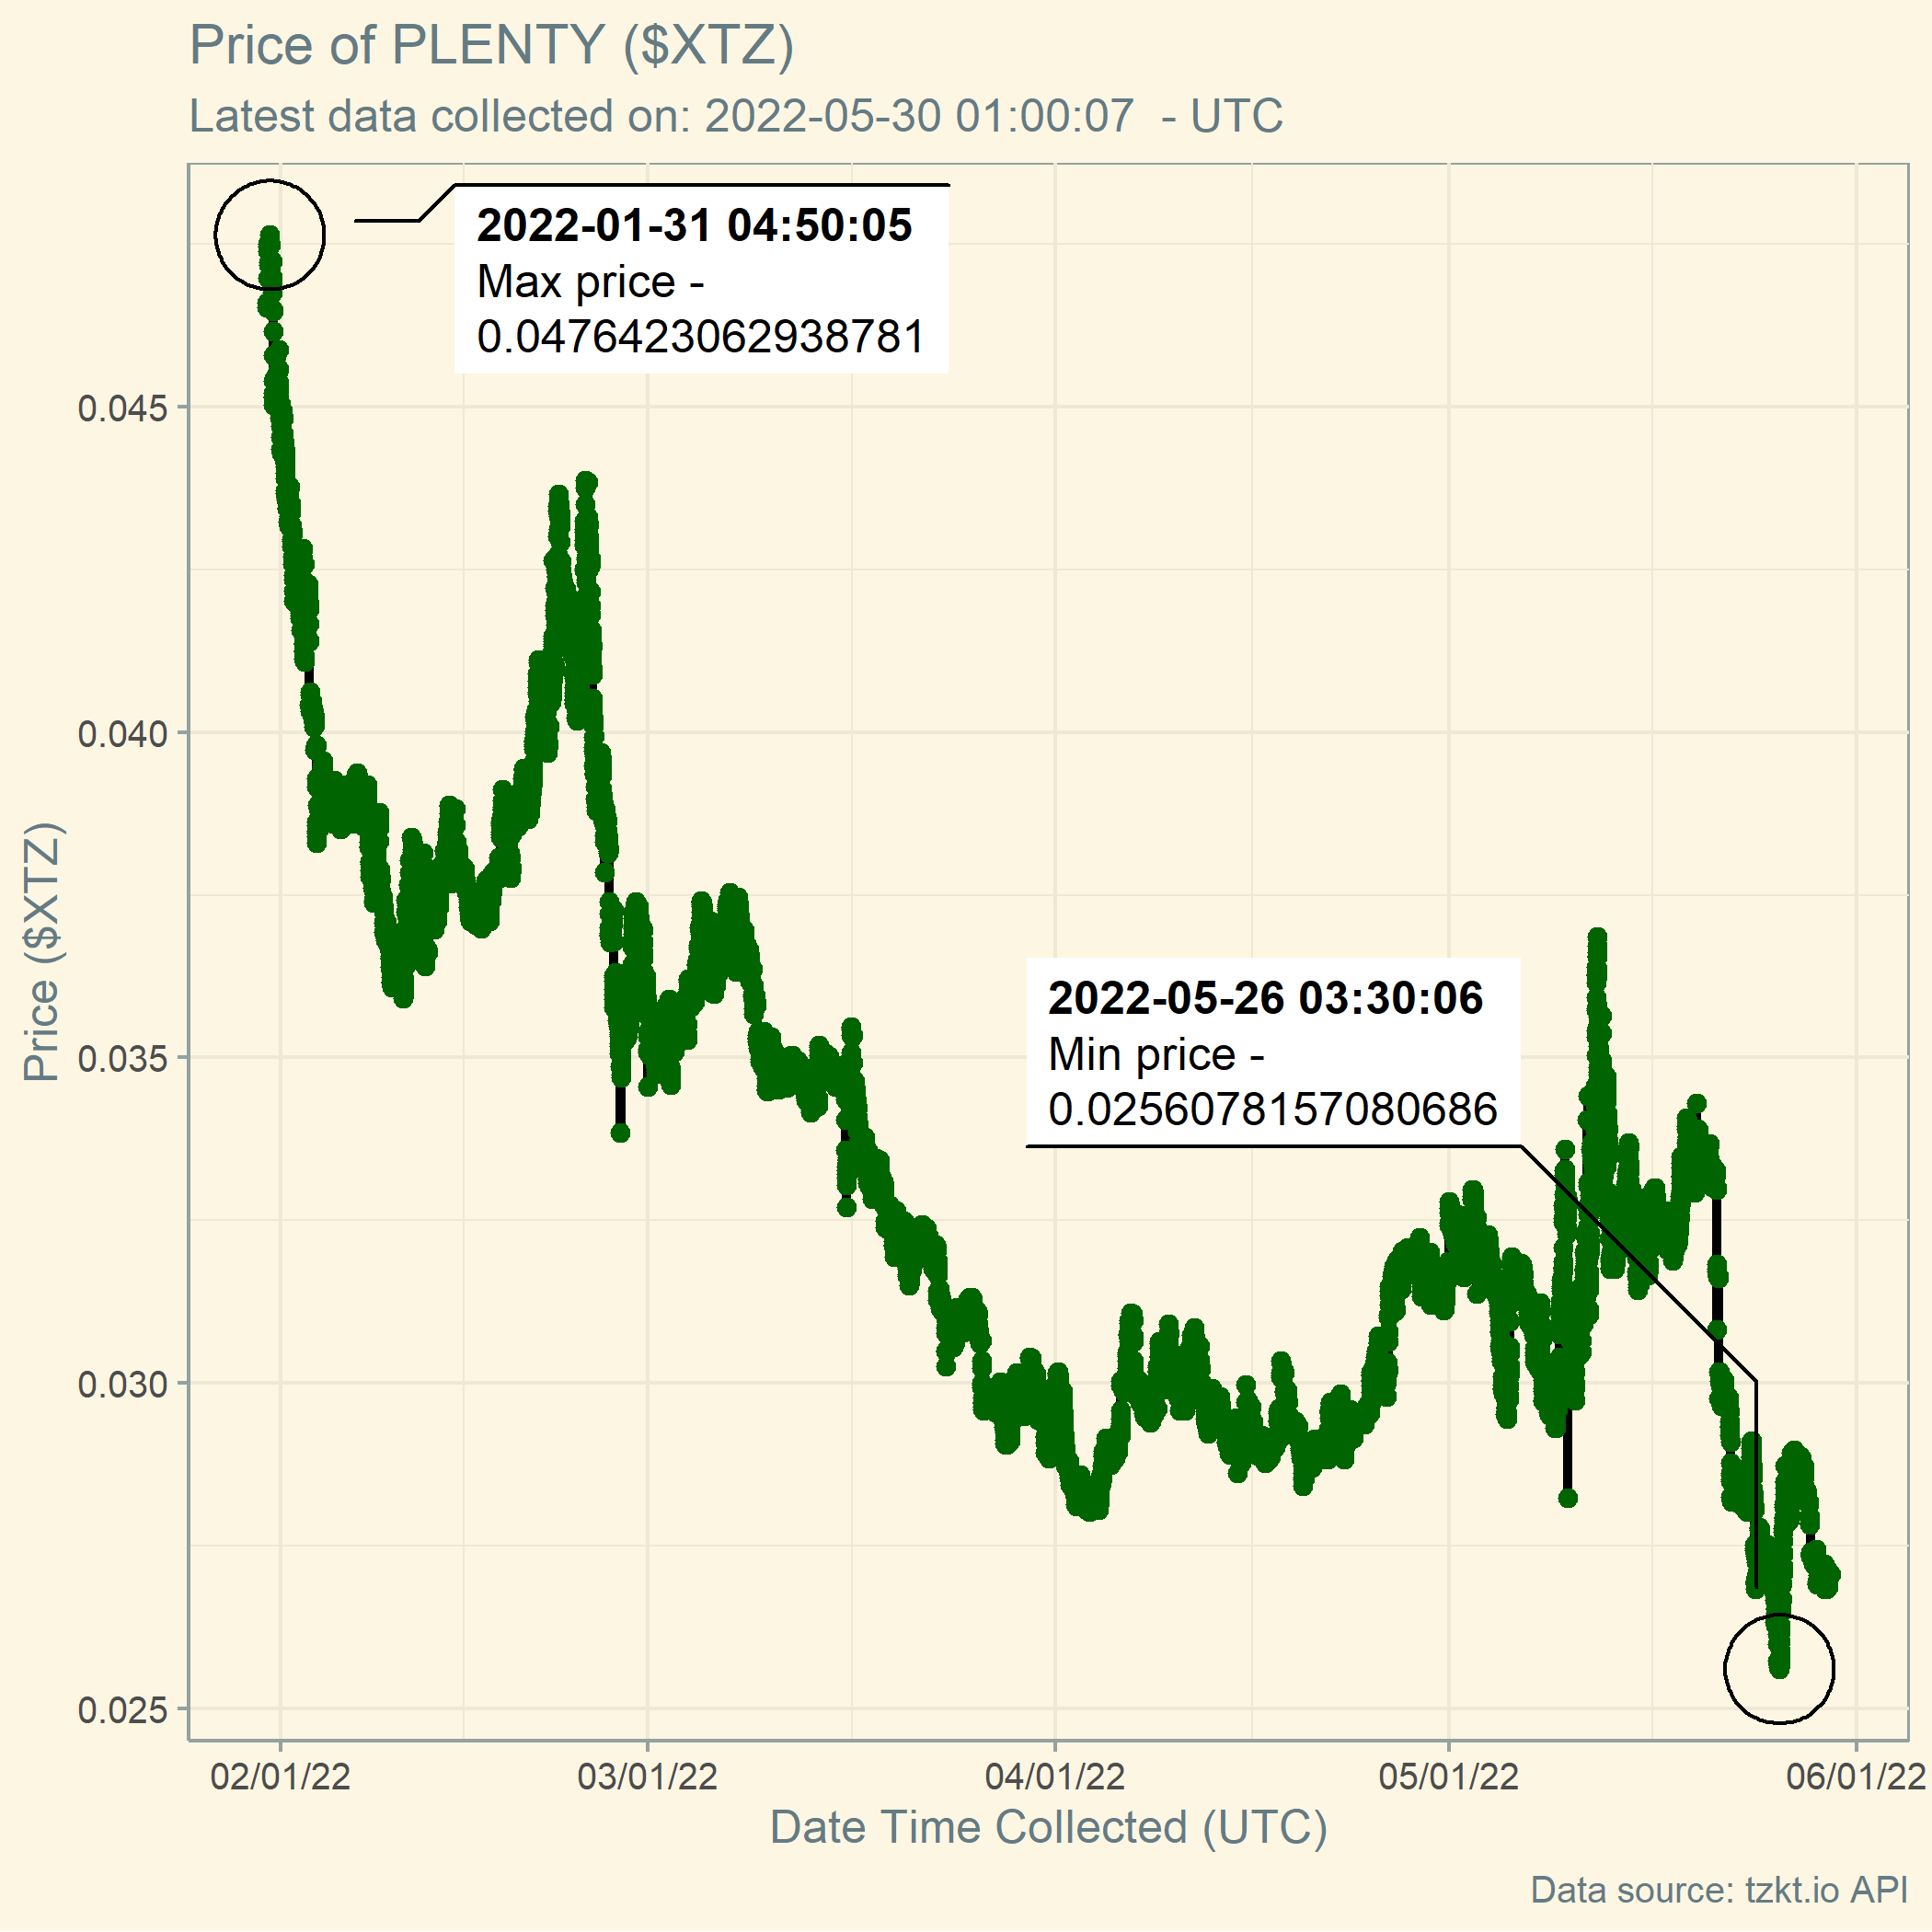 Price of PLENTY ($XTZ)
Latest data collected on: 2022-05-30 01:00:07  - UTC
2022-01-31 04:50:05
Max price -
0.0476423062938781
2022-05-26 03:30:06
Min price -
0.0256078157080686
Price ($XTZ)
0.045
0.040
0.035
0.030
0.025
02/01/22
03/01/22
04/01/22
05/01/22
06/01/22
Date Time Collected (UTC)
Data source: tzkt.io API